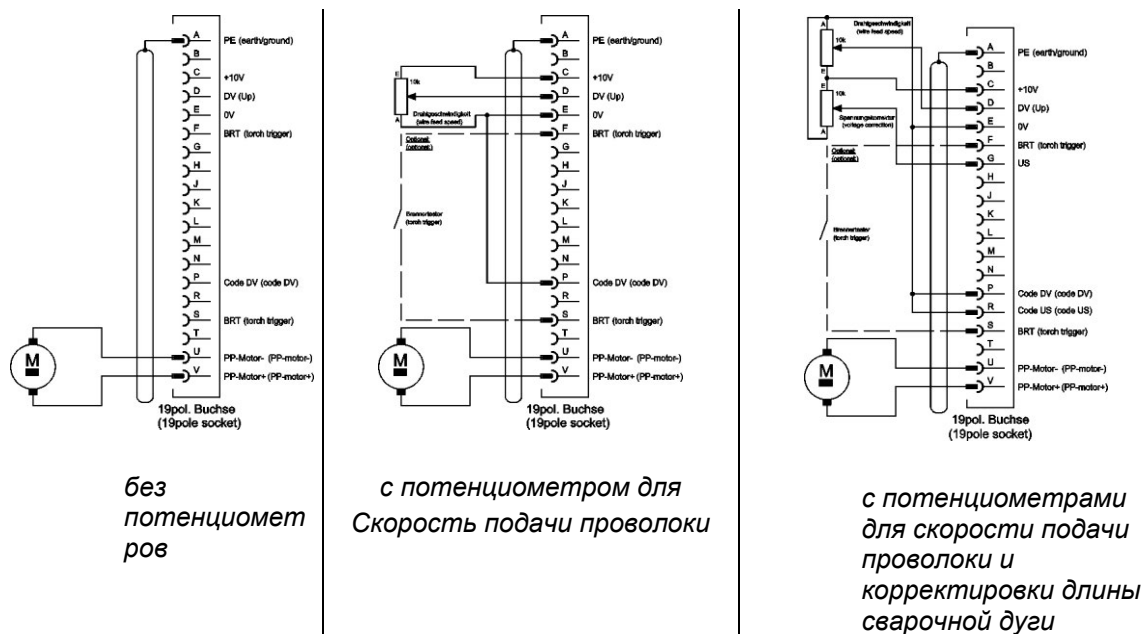 A PE (earth/ground)
B
C +10V
D DV (Up)
E 0V
F BRT (torch trigger)
G
H
J
K
L
M
N
P Code DV (code DV)
R
S BRT (torch trigger)
T
U PP-Motor- (PP-motor-)
V PP-Motor+ (PP-motor+)
M
19pol. Buchse
(19pole socket)
без
потенциомет
ров
A PE (earth/ground)
B
C +10V
D DV (Up)
E 0V
F BRT (torch trigger)
G
H
J
K
L
M
N
P Code DV (code DV)
R
S BRT (torch trigger)
T
U PP-Motor- (PP-motor-)
V PP-Motor+ (PP-motor+)
E
10k
A
Drahtgeschwindigkeit
(wire feed speed)
Optional:
(optional:)
Brennertaster
(torch trigger)
M
19pol. Buchse
(19pole socket)
с потенциометром для
Скорость подачи проволоки
A
Drahtgeschwindigkeit
(wire feed speed)
10k
E
E
10k
Spannungskorrektur
(voltage correction)
A
Optional:
(optional:)
Brennertaster
(torch trigger)
A PE (earth/ground)
B
C +10V
D DV (Up)
E 0V
F BRT (torch trigger)
G US
H
J
K
L
M
N
P Code DV (code DV)
R Code US (code US)
S BRT (torch trigger)
T
U PP-Motor- (PP-motor-)
V PP-Motor+ (PP-motor+)
M
19pol. Buchse
(19pole socket)
с потенциометрами
для скорости подачи
проволоки и
корректировки длины
сварочной дуги